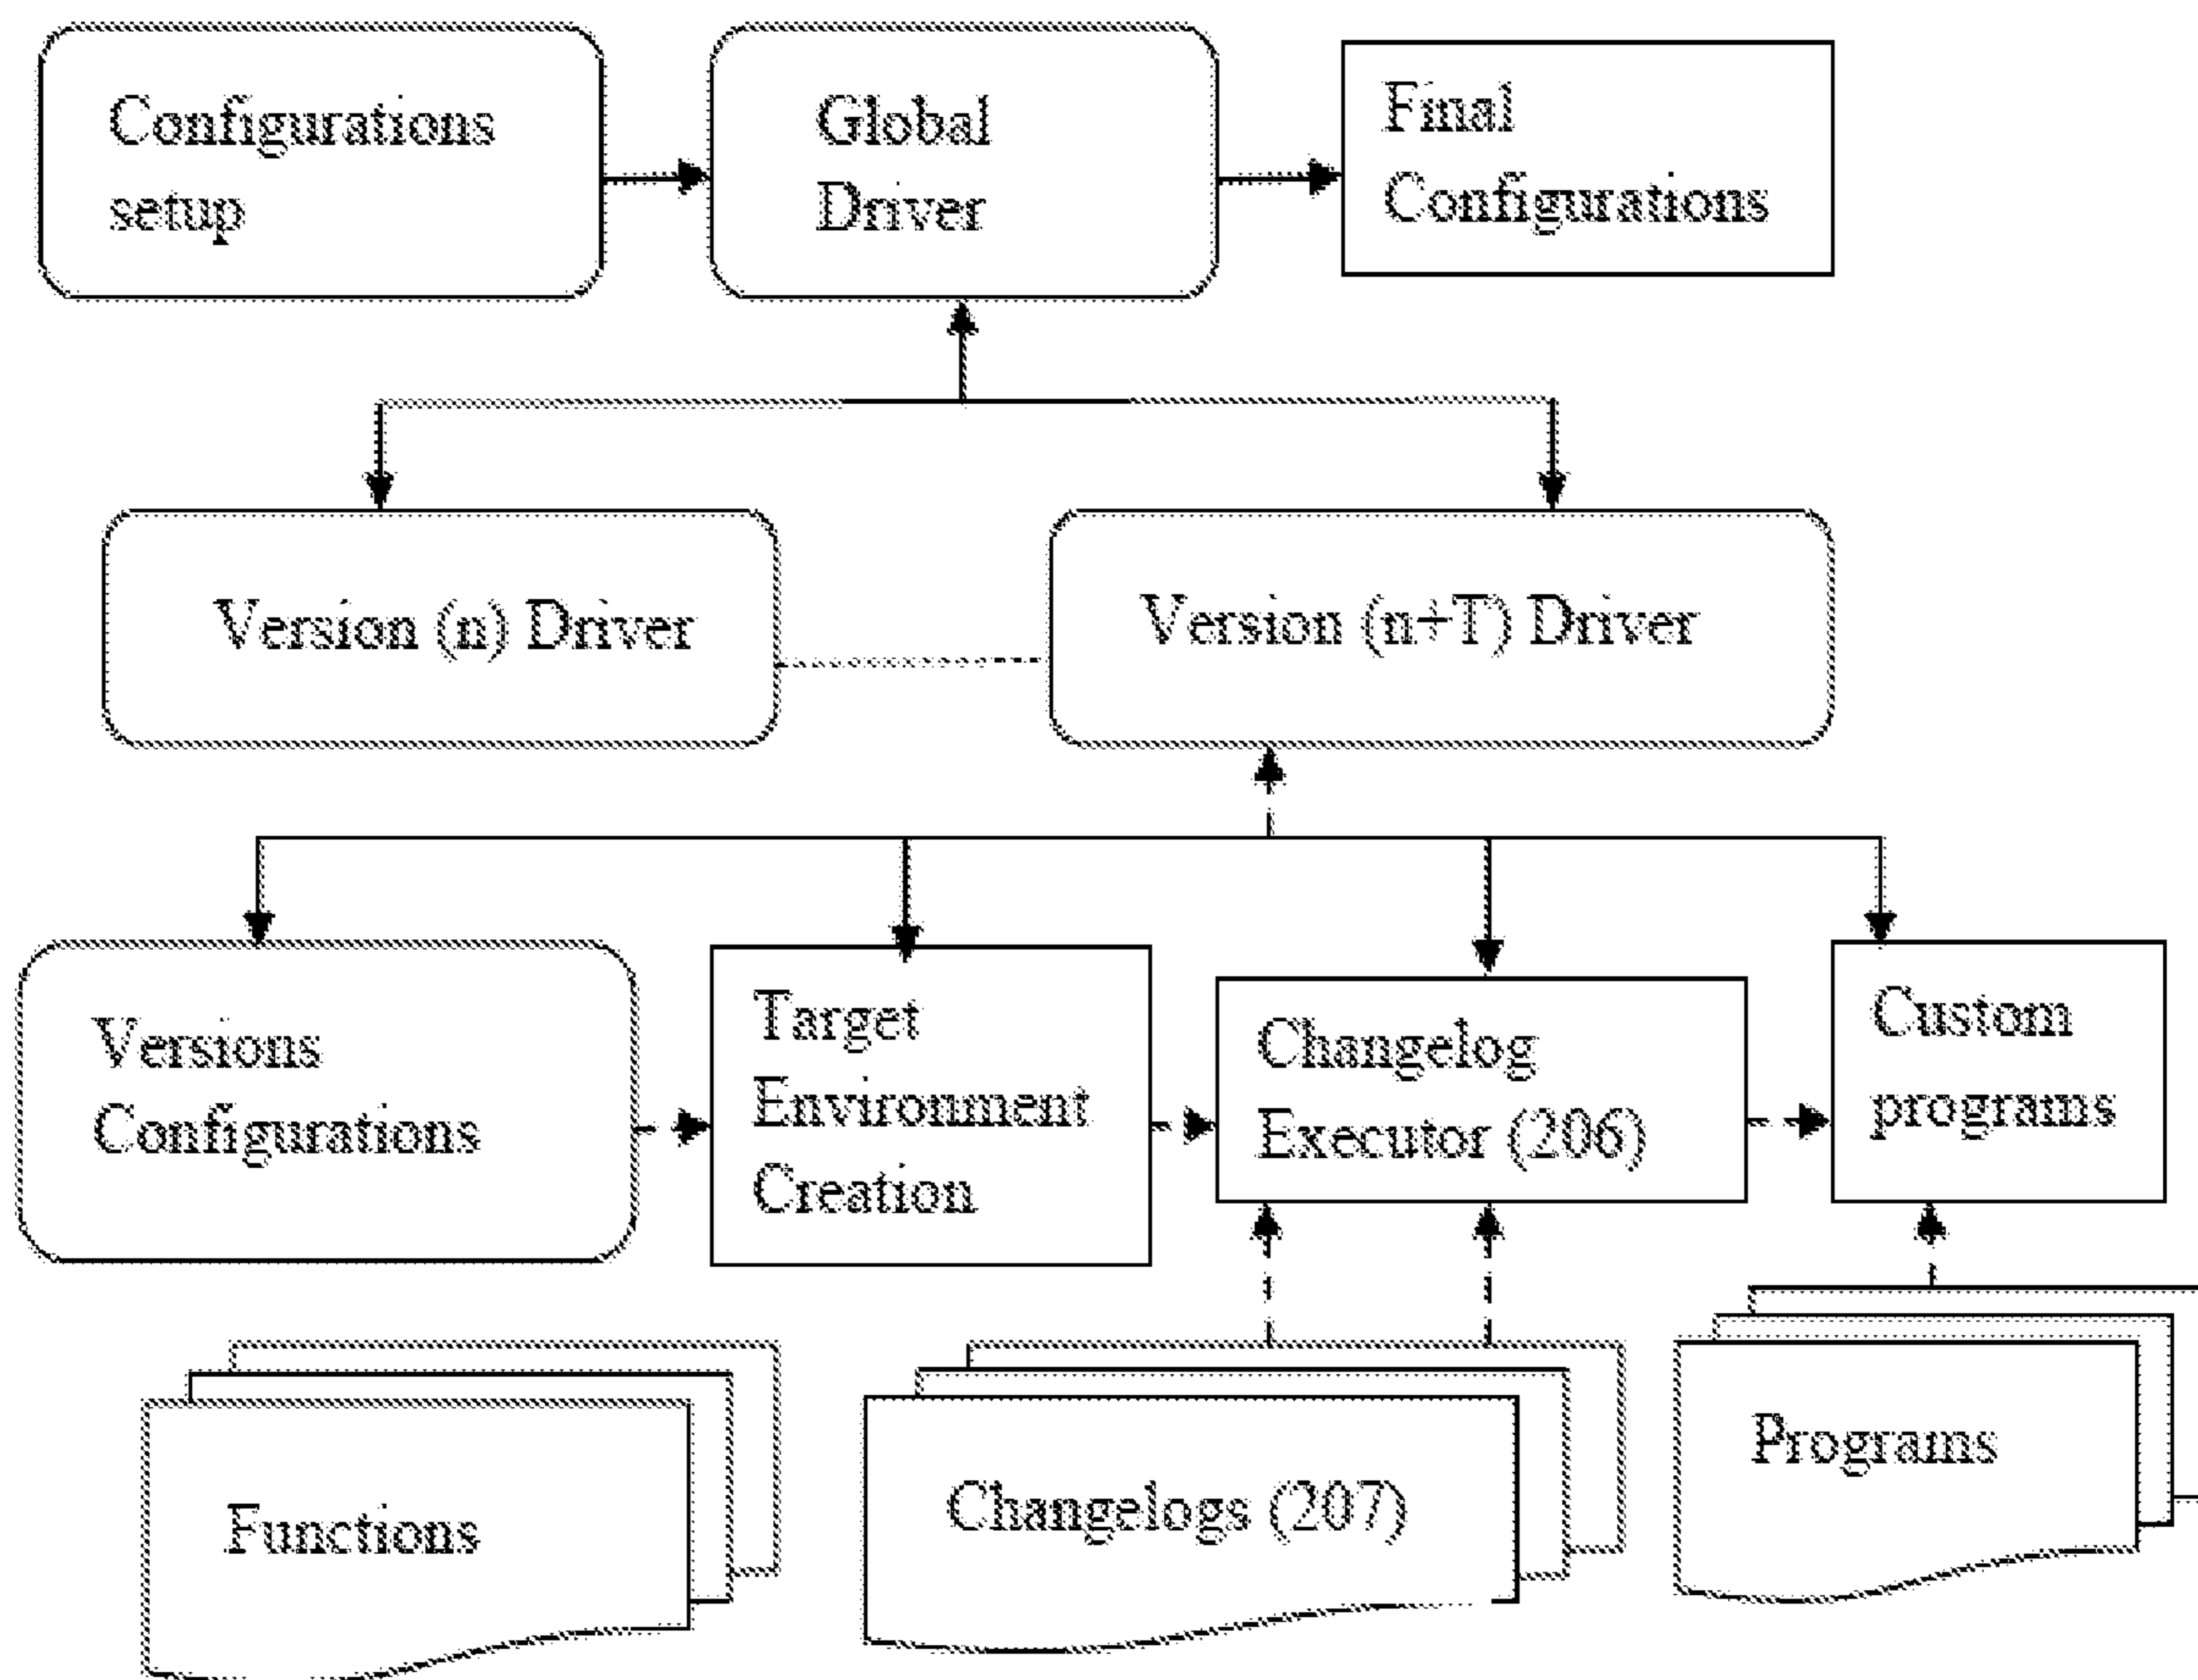 Configurations
setup
Global
Driver
Final
Configurations
Version (n) Driver
Version (n+T) Driver
Versions
Configurations
Target
Environment
Creation
Changelog
Executor (206)
Custom
programs
Functions
Changelogs (207)
Programs